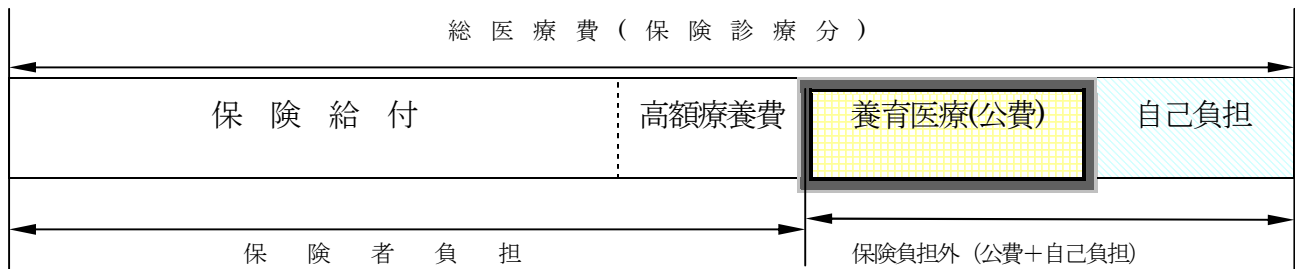 総医療費(保険診療分)
保険給付
高額療養費
養育医療(公費)
自己負担
保険者負担
保険負担外 (公費+自己負担)